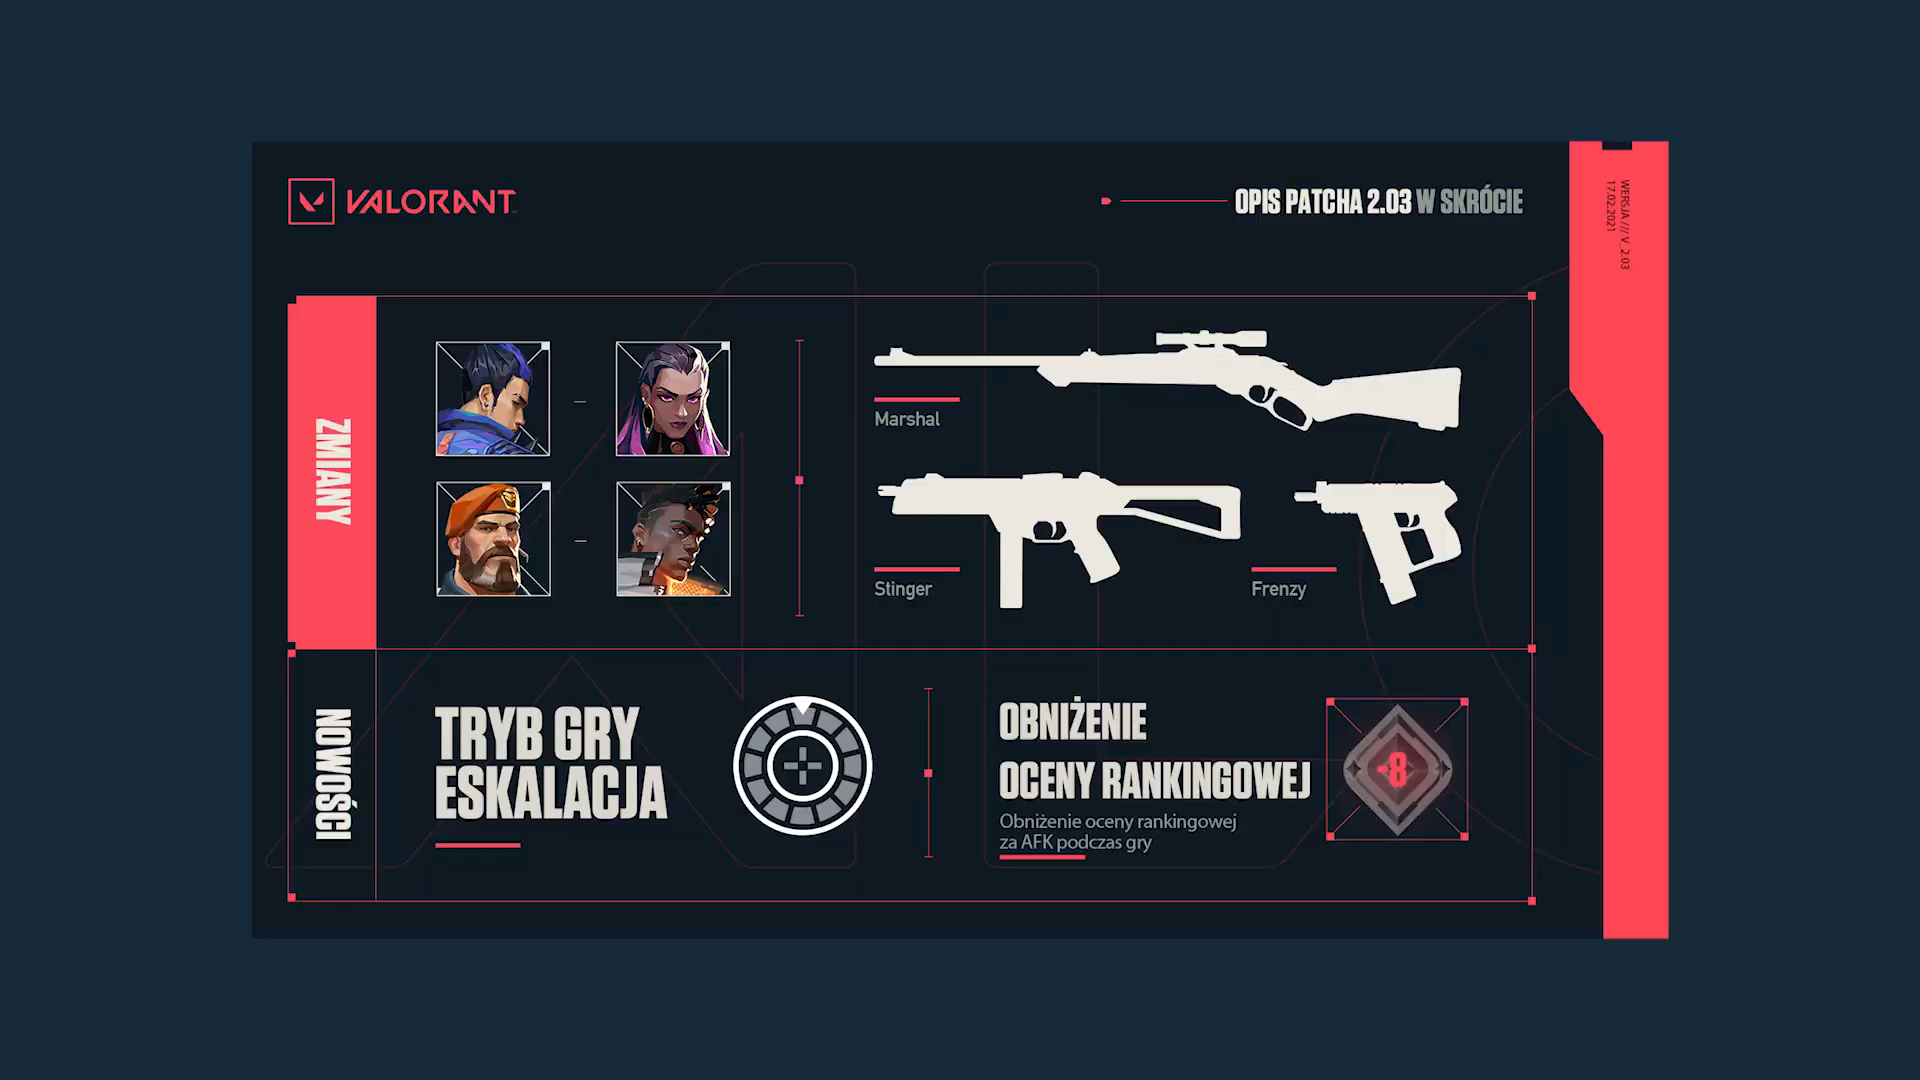 VALORANT
OPIS PATCHA 2.03 W SKRÓCIE
WERSJA /// V_2.03
17.02.2021
ZMIANY
Marshal
Stinger
Frenzy
NOWOŚCI
TRYB GRY
ESKALACJA
OBNIŻENIE
OCENY RANKINGOWEJ
Obniżenie oceny rankingowej
za AFK podczas gry
-8